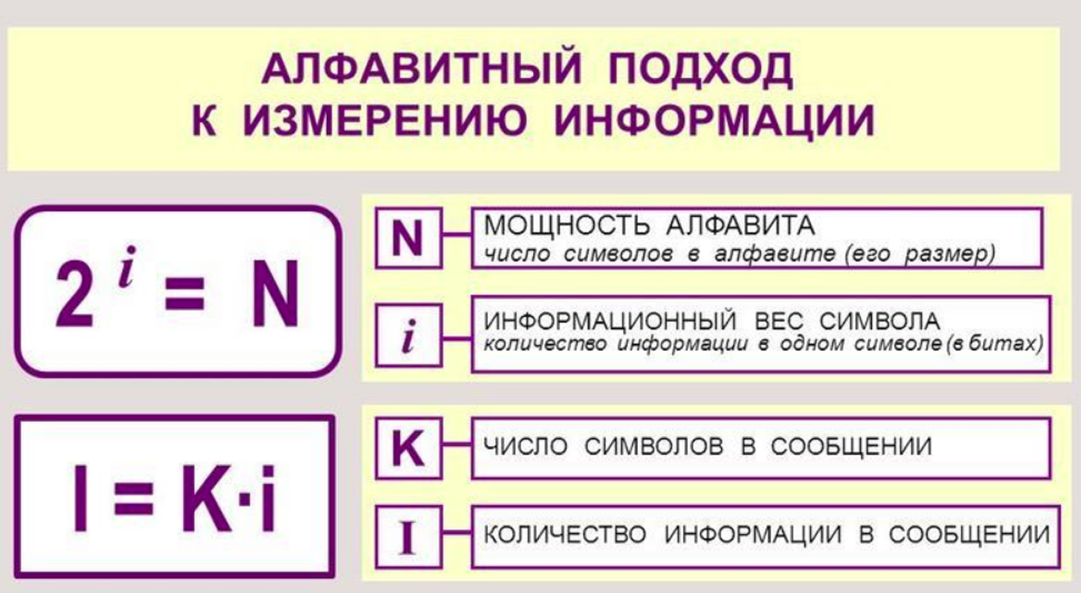 АЛФАВИТНЫЙ ПОДХОД
К ИЗМЕРЕНИЮ ИНФОРМАЦИИ
2^i = N
N
МОЩНОСТЬ АЛФАВИТА
число символов в алфавите (его размер)
i
ИНФОРМАЦИОННЫЙ ВЕС СИМВОЛА
количество информации в одном символе (в битах)
I = K·i
K
ЧИСЛО СИМВОЛОВ В СООБЩЕНИИ
I
КОЛИЧЕСТВО ИНФОРМАЦИИ В СООБЩЕНИИ